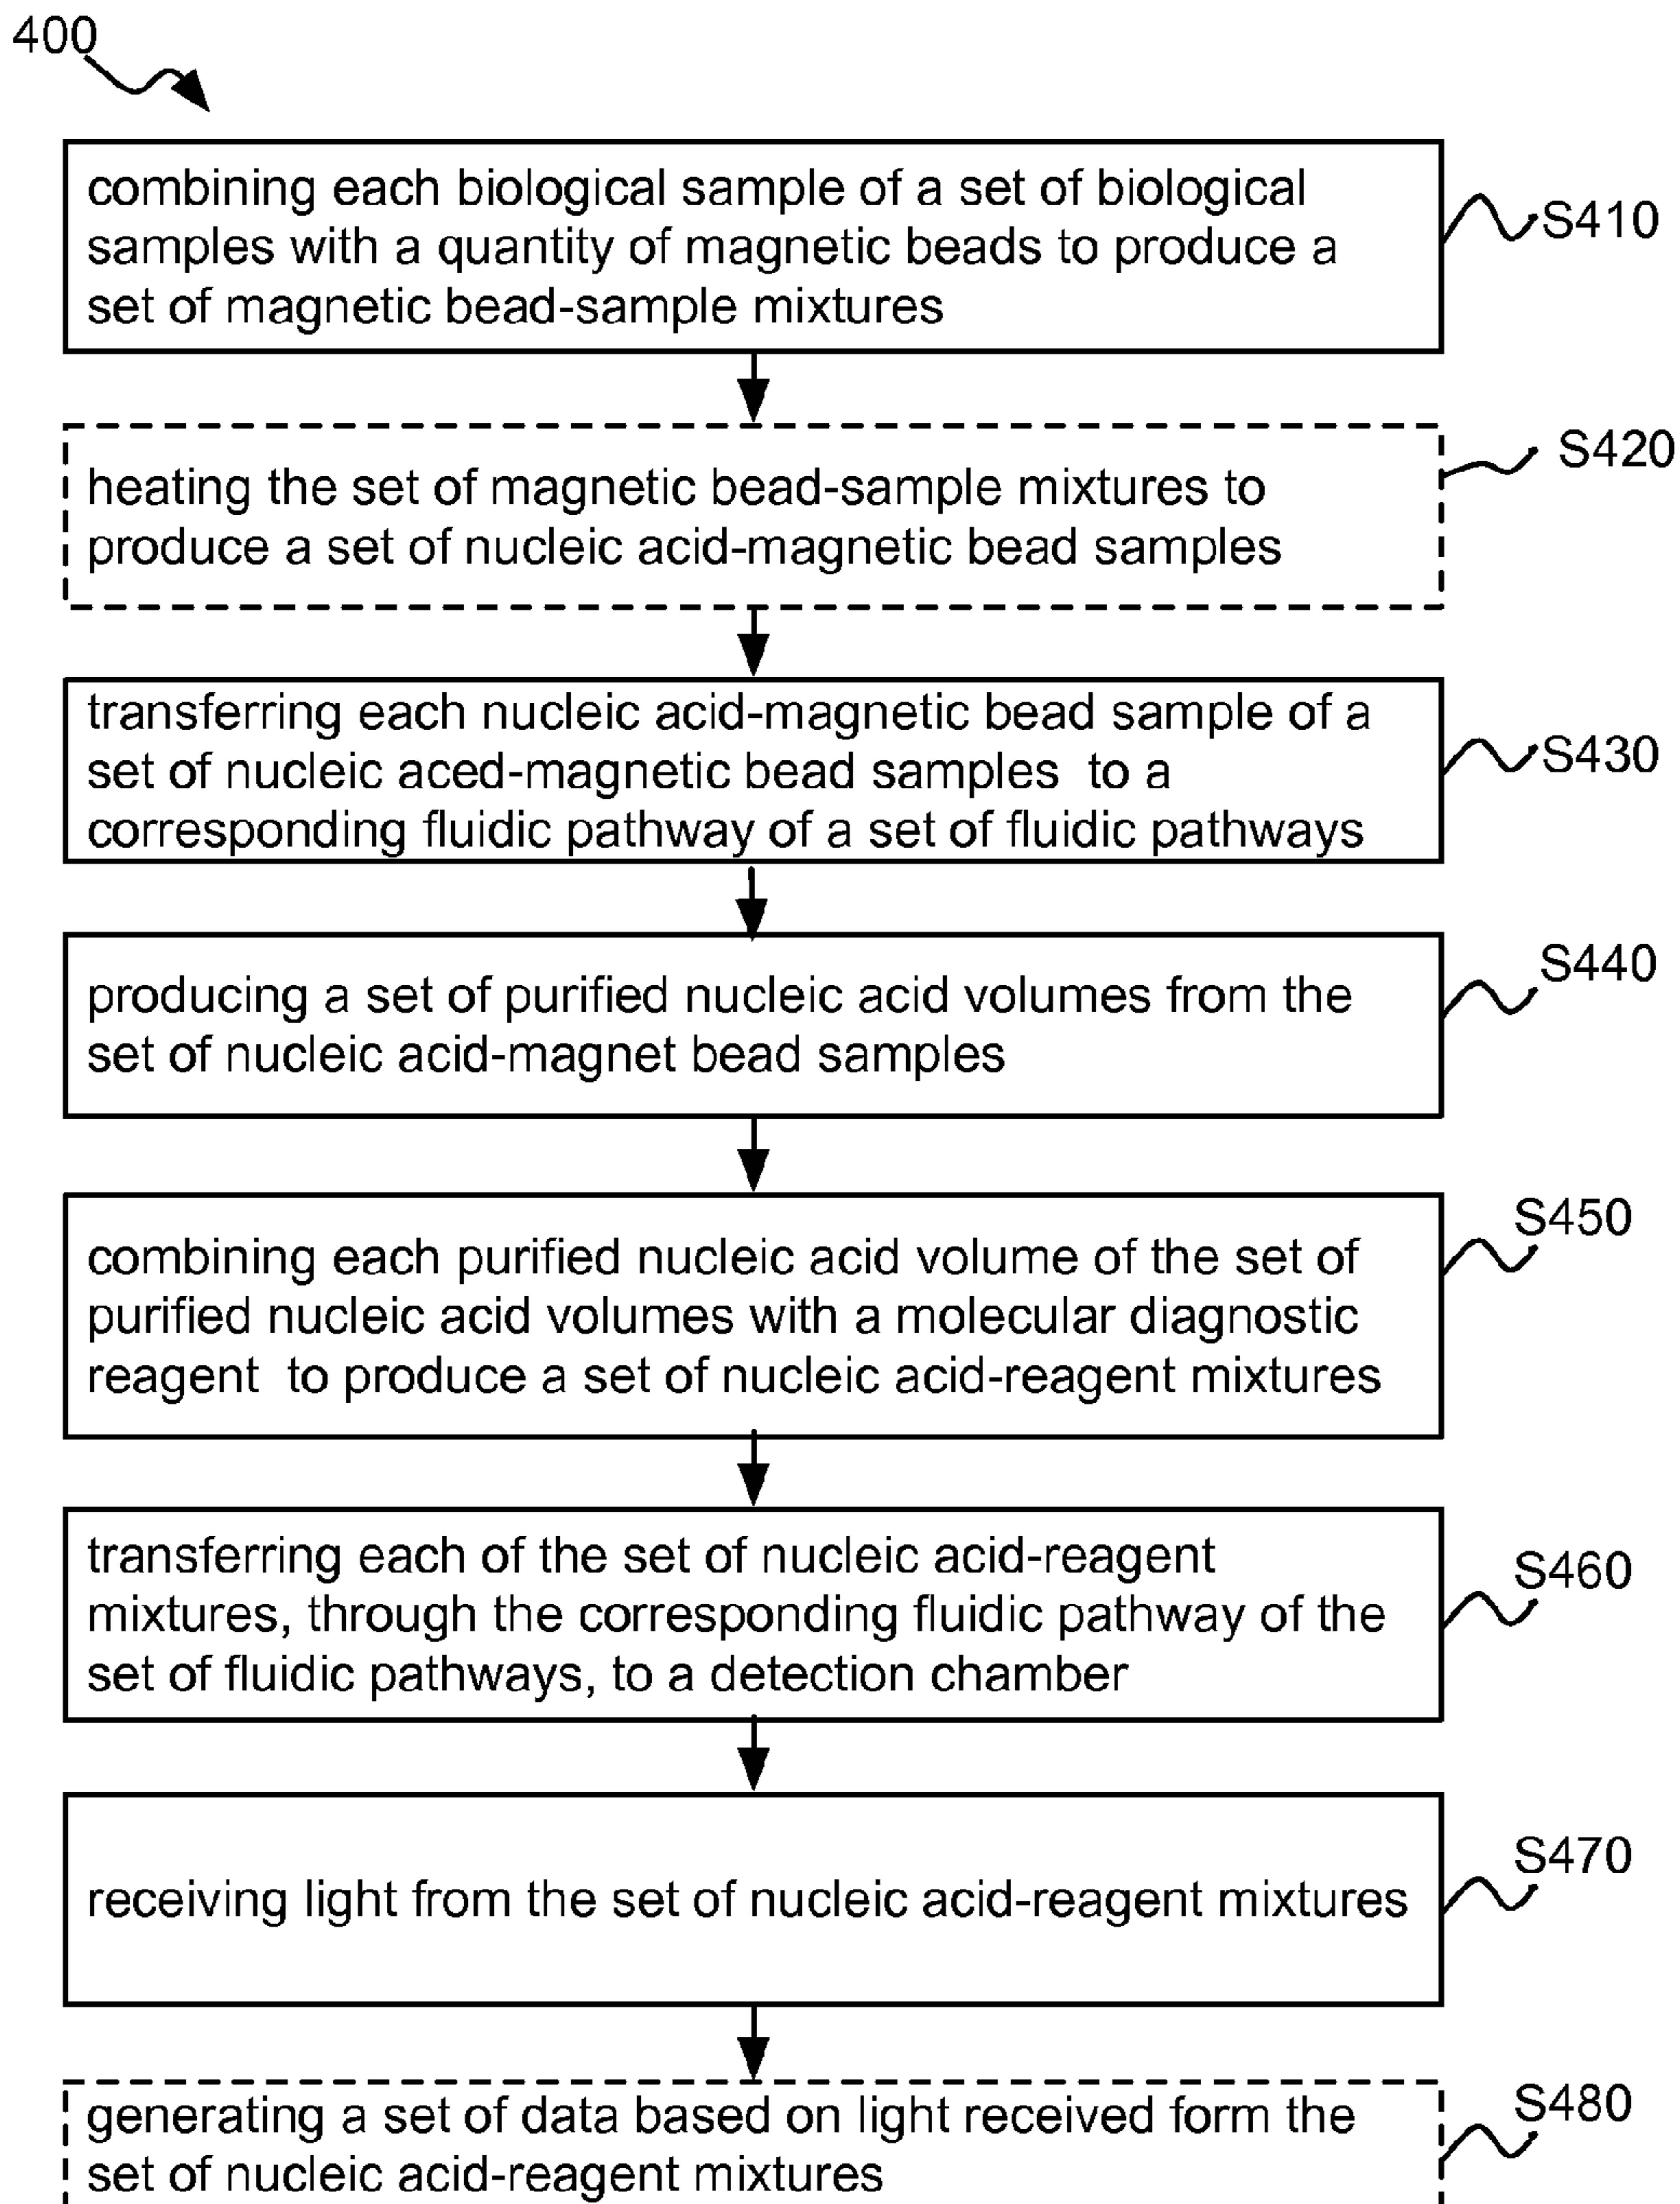 400
combining each biological sample of a set of biological
samples with a quantity of magnetic beads to produce a
set of magnetic bead-sample mixtures
S410
heating the set of magnetic bead-sample mixtures to
produce a set of nucleic acid-magnetic bead samples
S420
transferring each nucleic acid-magnetic bead sample of a
set of nucleic aced-magnetic bead samples to a
corresponding fluidic pathway of a set of fluidic pathways
S430
producing a set of purified nucleic acid volumes from the
set of nucleic acid-magnet bead samples
S440
combining each purified nucleic acid volume of the set of
purified nucleic acid volumes with a molecular diagnostic
reagent to produce a set of nucleic acid-reagent mixtures
S450
transferring each of the set of nucleic acid-reagent
mixtures, through the corresponding fluidic pathway of the
set of fluidic pathways, to a detection chamber
S460
receiving light from the set of nucleic acid-reagent mixtures
S470
generating a set of data based on light received form the
set of nucleic acid-reagent mixtures
S480